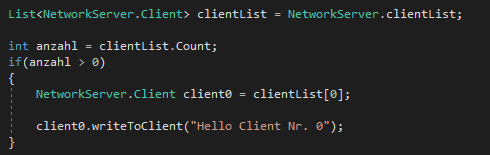 List<NetworkServer.Client> clientList = NetworkServer.clientList;
int anzahl = clientList.Count;
if(anzahl > 0)
{
NetworkServer.Client client0 = clientList[0];
client0.writeToClient("Hello Client Nr. 0");
}